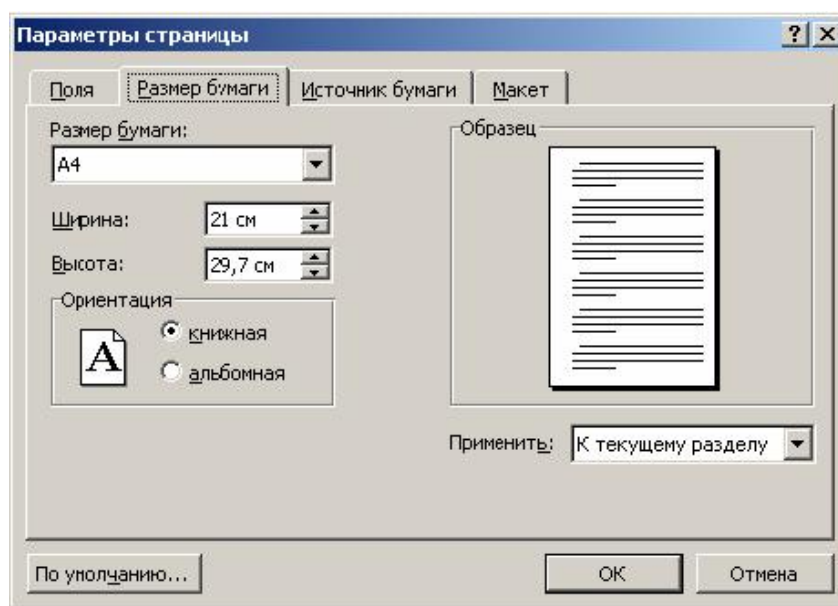 Параметры страницы
Поля Размер бумаги Источник бумаги Макет
Размер бумаги:
A4
Ширина: 21 см
Высота: 29,7 см
Ориентация
A
книжная
альбомная
Образец
Применить: К текущему разделу
По умолчанию... ОК Отмена